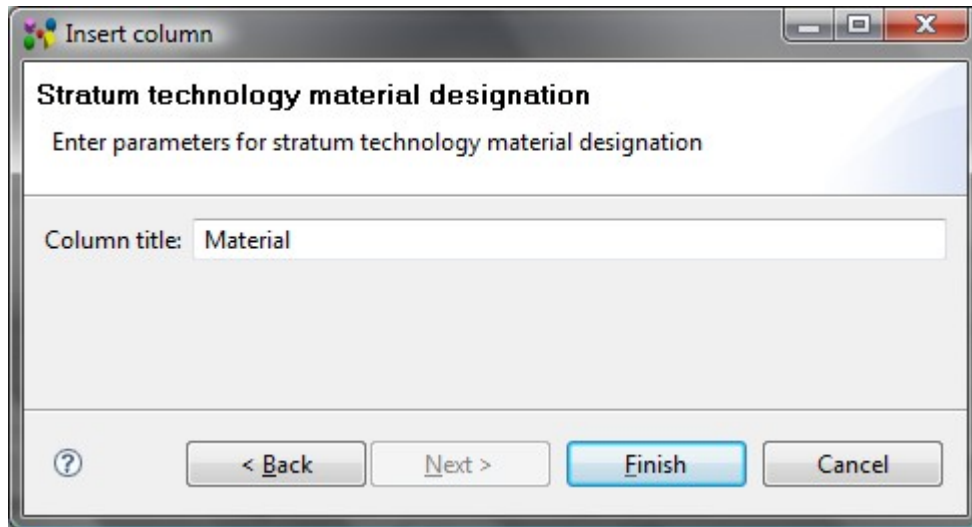 Insert column
Stratum technology material designation
Enter parameters for stratum technology material designation
Column title: Material
< Back Next > Finish Cancel